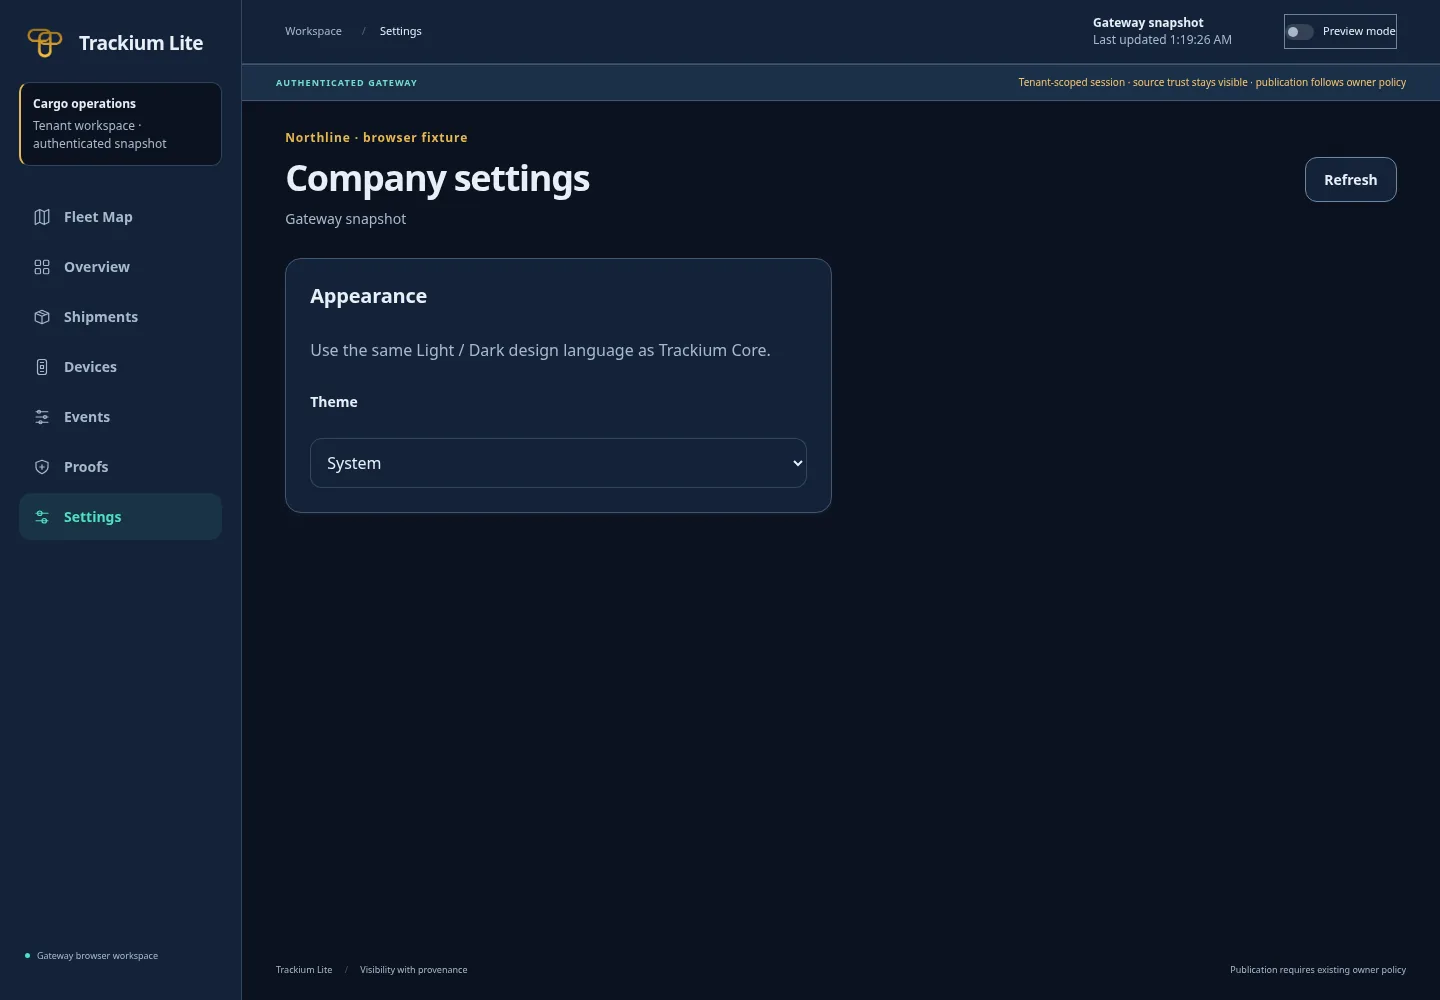 Trackium Lite
Cargo operations
Tenant workspace ·
authenticated snapshot
Fleet Map
Overview
Shipments
Devices
Events
Proofs
Settings
Gateway browser workspace
Workspace / Settings
Gateway snapshot
Last updated 1:19:26 AM
Preview mode
AUTHENTICATED GATEWAY
Tenant-scoped session · source trust stays visible · publication follows owner policy
Northline · browser fixture
Company settings
Gateway snapshot
Refresh
Appearance
Use the same Light / Dark design language as Trackium Core.
Theme
System
Trackium Lite / Visibility with provenance
Publication requires existing owner policy